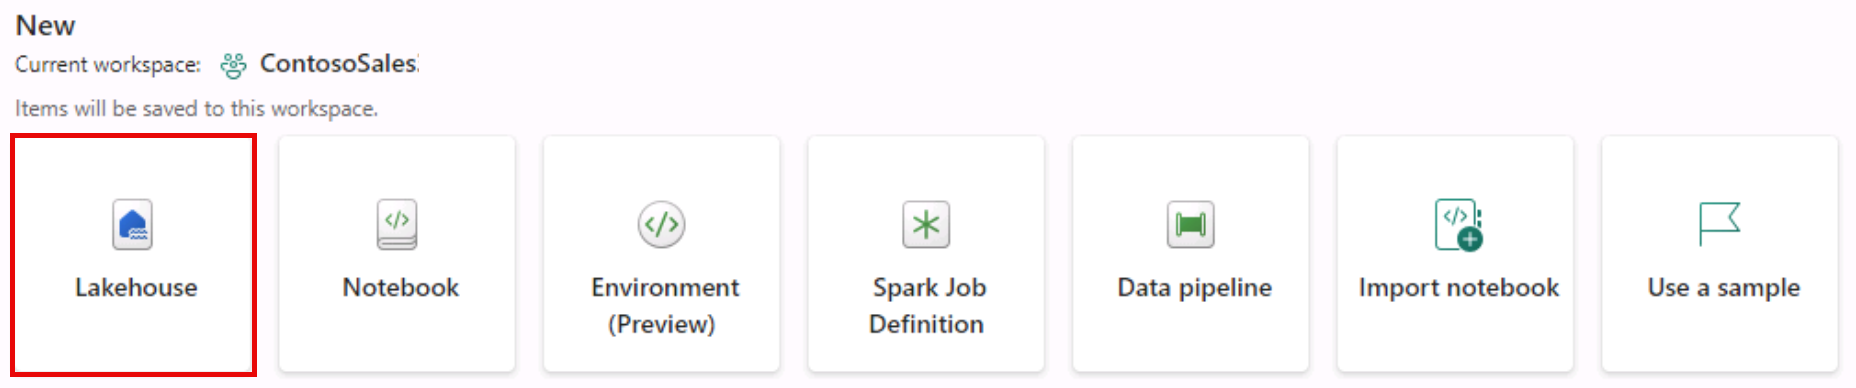 New
Current workspace: ContosoSales
Items will be saved to this workspace.
Lakehouse
Notebook
Environment
(Preview)
Spark Job
Definition
Data pipeline
Import notebook
Use a sample